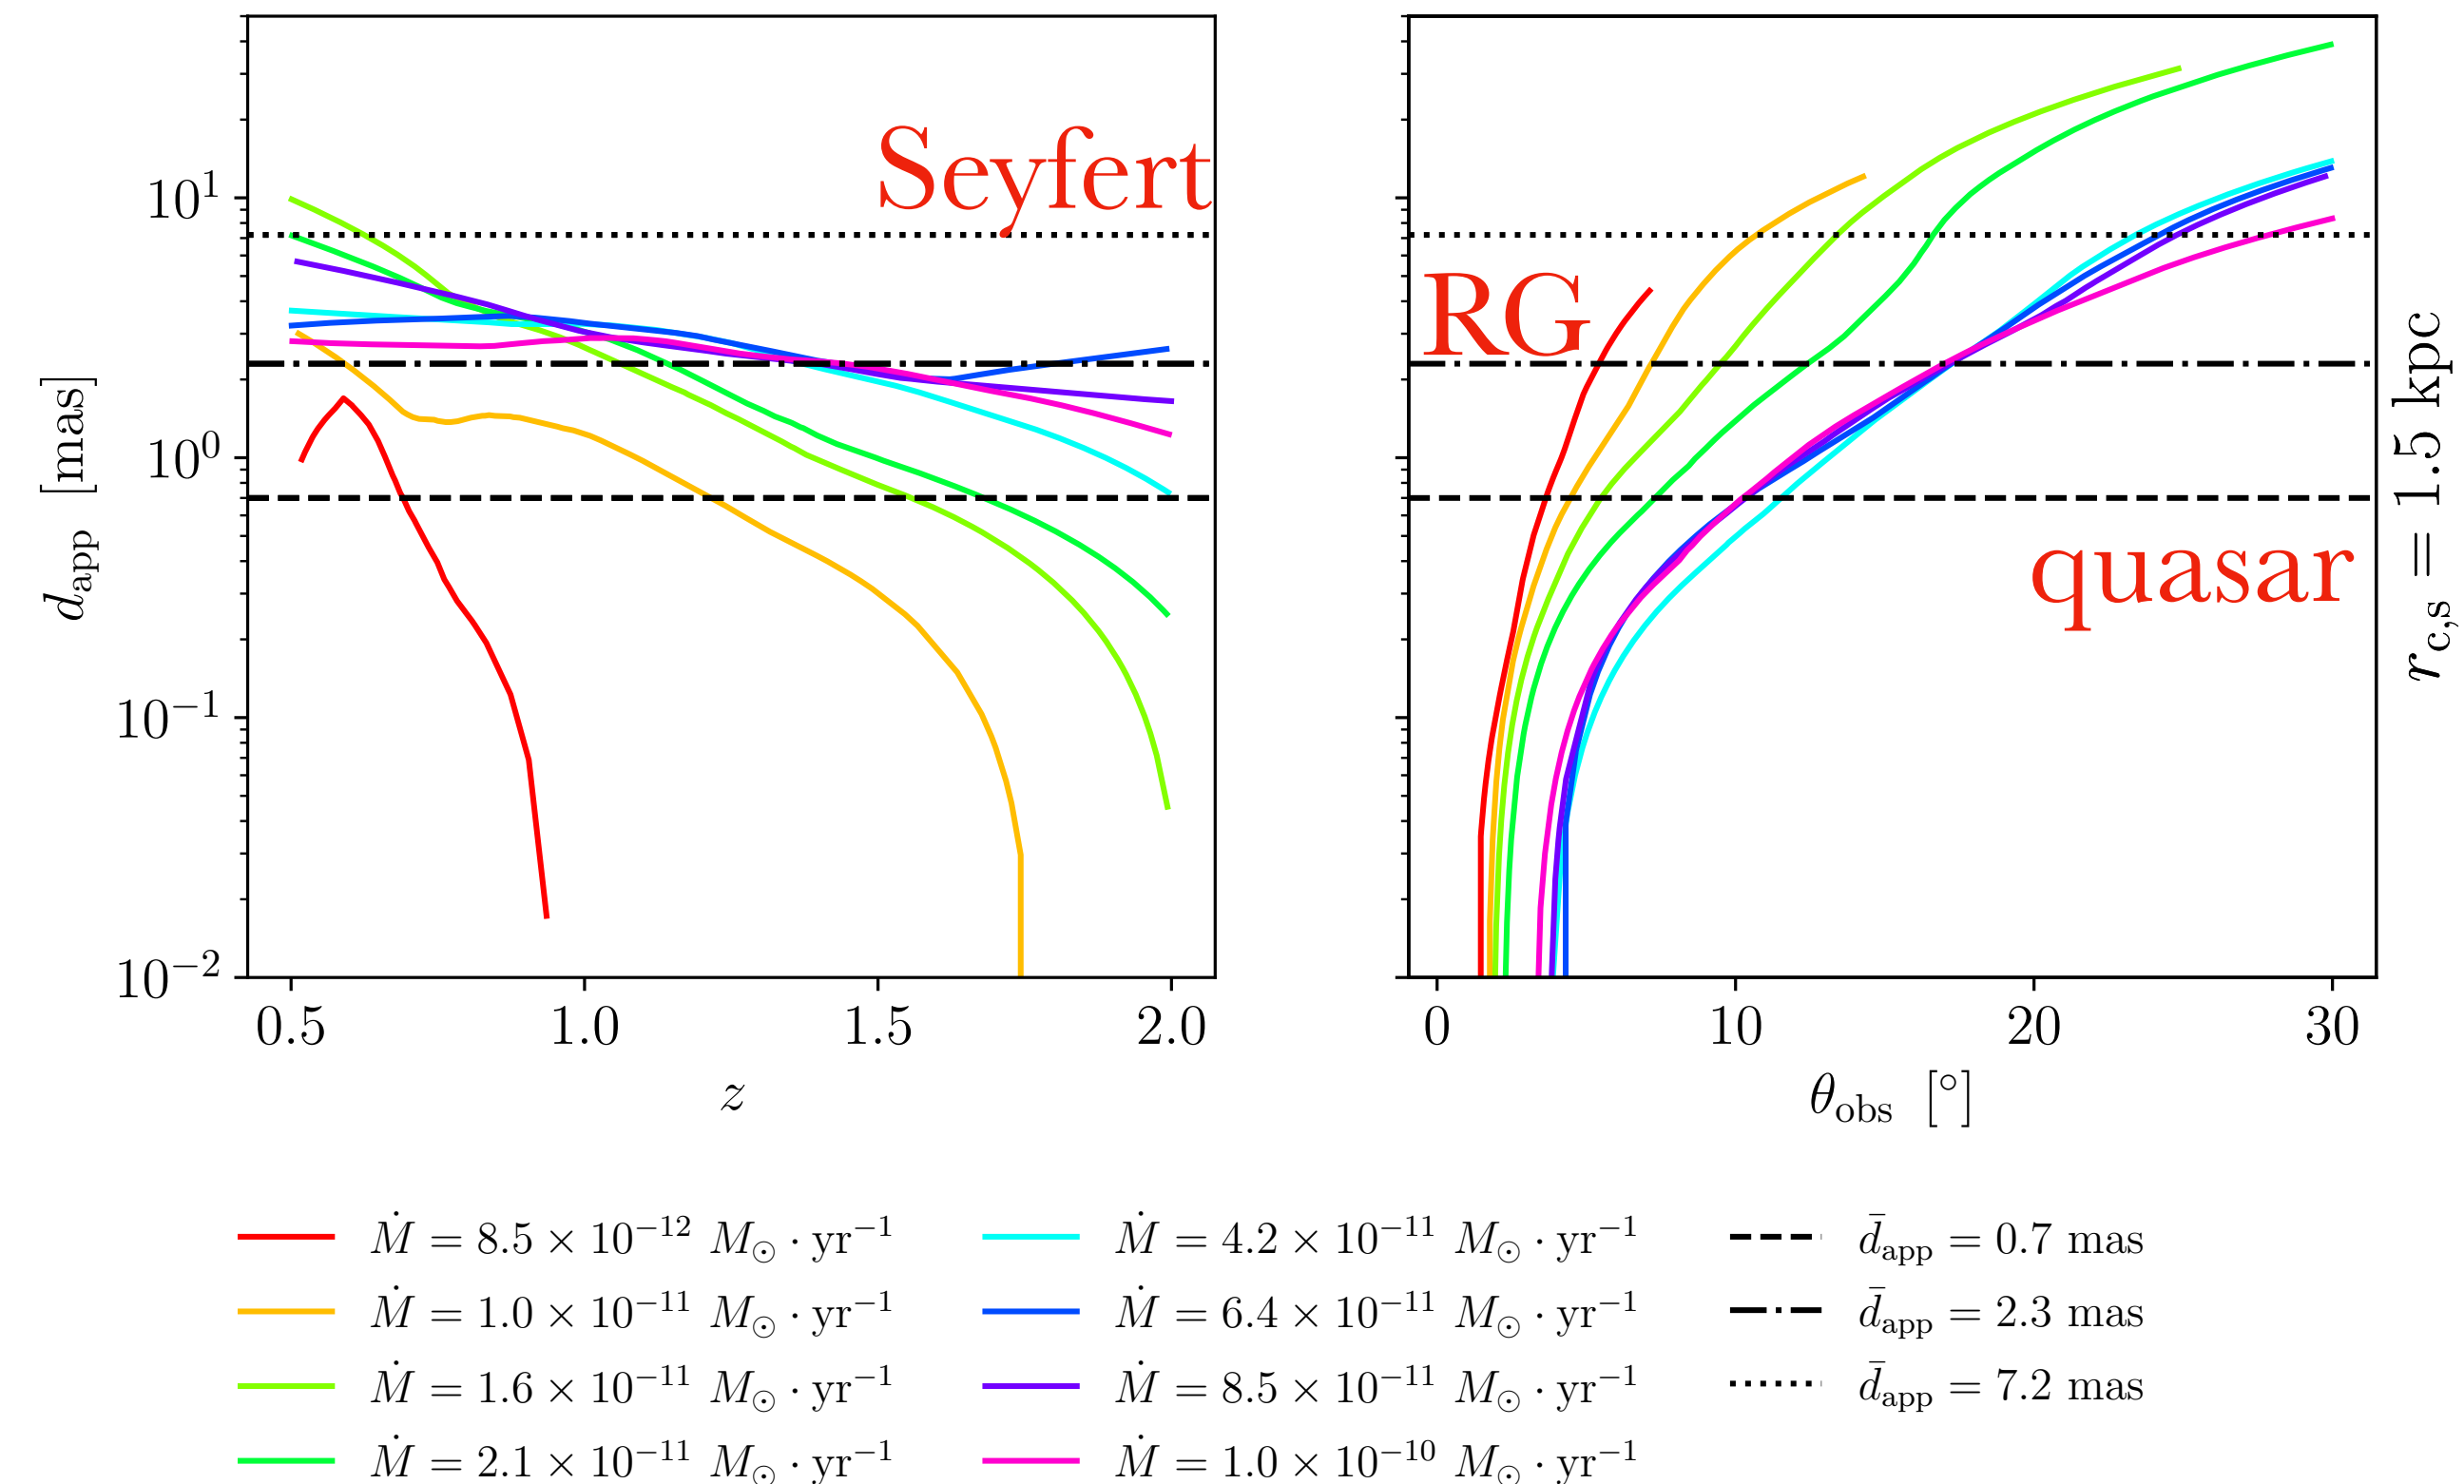 Seyfert
10¹
RG
10⁰
d_app [mas]
quasar
r_c,s = 1.5 kpc
10⁻¹
10⁻²
0.5 1.0 1.5 2.0
0 10 20 30
z
θ_obs [°]
Ṁ = 8.5 × 10⁻¹² M_⊙ · yr⁻¹
Ṁ = 1.0 × 10⁻¹¹ M_⊙ · yr⁻¹
Ṁ = 1.6 × 10⁻¹¹ M_⊙ · yr⁻¹
Ṁ = 2.1 × 10⁻¹¹ M_⊙ · yr⁻¹
Ṁ = 4.2 × 10⁻¹¹ M_⊙ · yr⁻¹
Ṁ = 6.4 × 10⁻¹¹ M_⊙ · yr⁻¹
Ṁ = 8.5 × 10⁻¹¹ M_⊙ · yr⁻¹
Ṁ = 1.0 × 10⁻¹⁰ M_⊙ · yr⁻¹
d̄_app = 0.7 mas
d̄_app = 2.3 mas
d̄_app = 7.2 mas